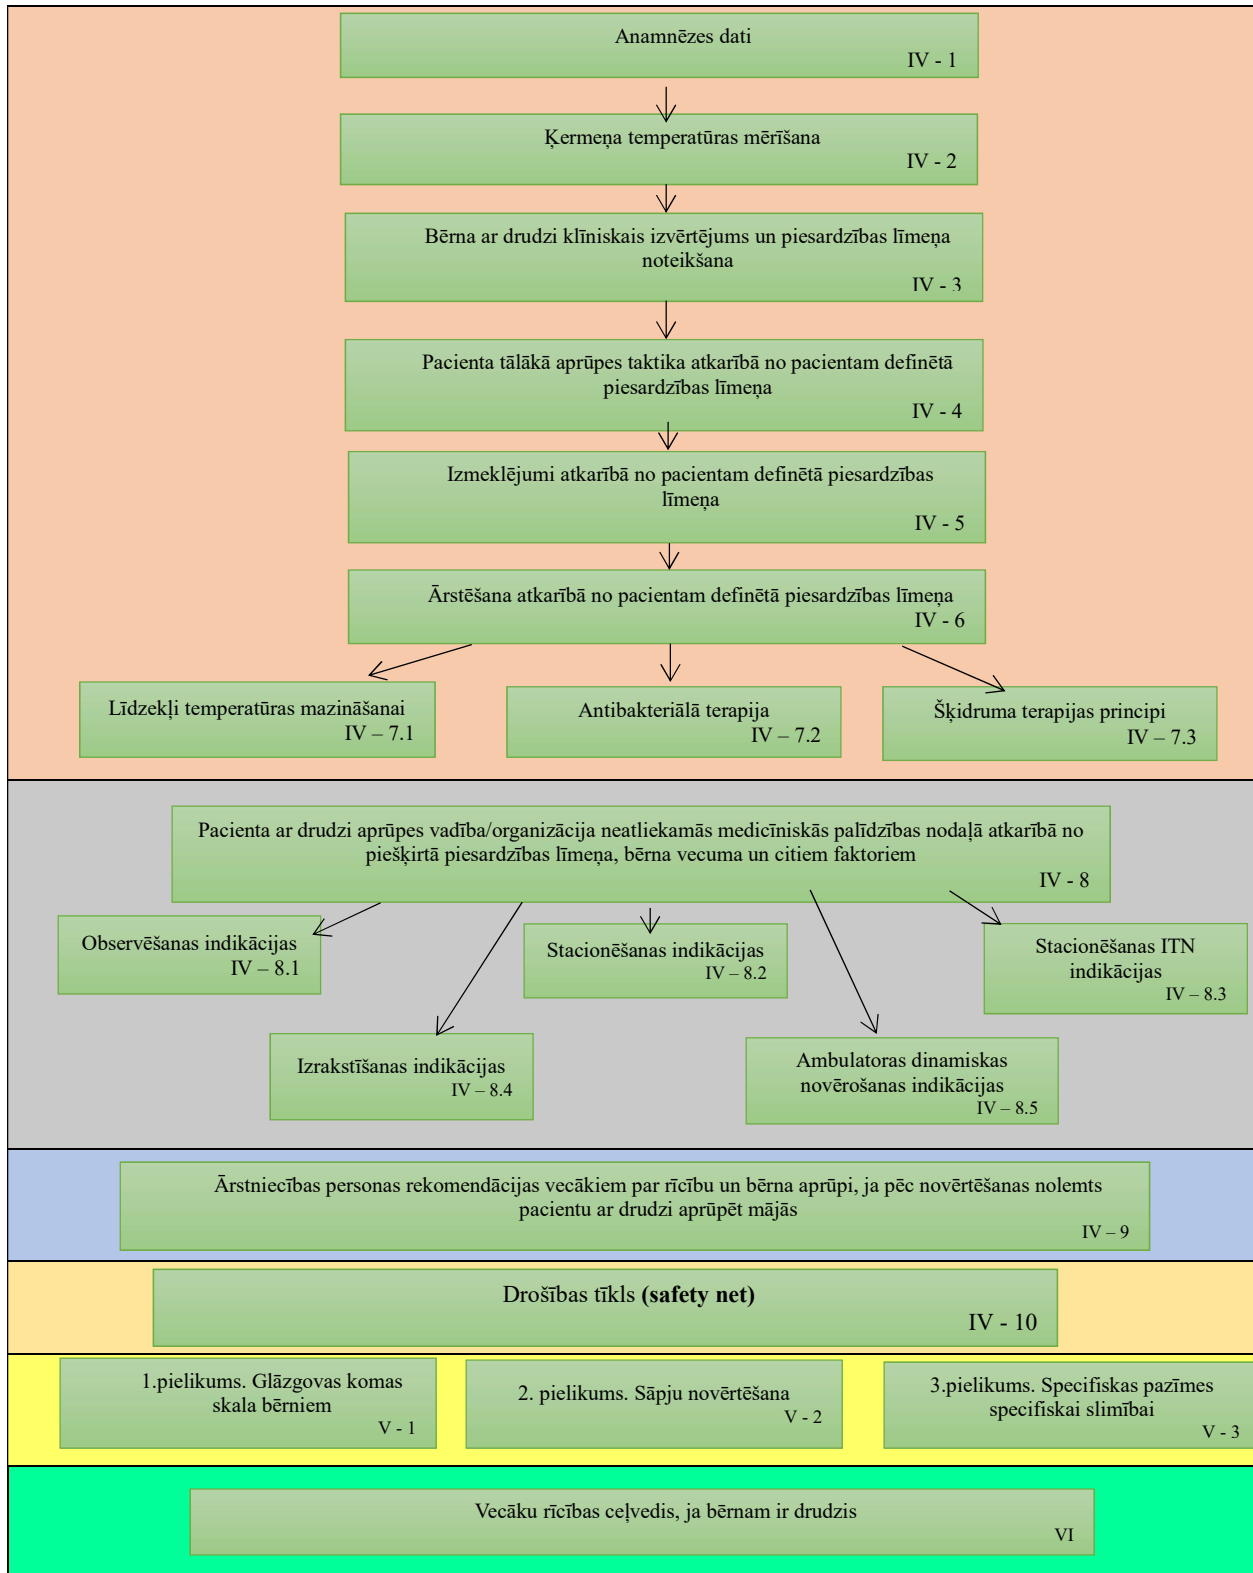 Anamnēzes dati
IV - 1
Ķermeņa temperatūras mērīšana
IV - 2
Bērna ar drudzi klīniskais izvērtējums un piesardzības līmeņa
noteikšana
IV - 3
Pacienta tālākā aprūpes taktika atkarībā no pacientam definētā
piesardzības līmeņa
IV - 4
Izmeklējumi atkarībā no pacientam definētā piesardzības
līmeņa
IV - 5
Ārstēšana atkarībā no pacientam definētā piesardzības līmeņa
IV - 6
Līdzekļi temperatūras mazināšanai
IV – 7.1
Antibakteriālā terapija
IV – 7.2
Šķidruma terapijas principi
IV – 7.3
Pacienta ar drudzi aprūpes vadība/organizācija neatliekamās medicīniskās palīdzības nodaļā atkarībā no
piešķirtā piesardzības līmeņa, bērna vecuma un citiem faktoriem
IV - 8
Observēšanas indikācijas
IV – 8.1
Stacionēšanas indikācijas
IV – 8.2
Stacionēšanas ITN
indikācijas
IV – 8.3
Izrakstīšanas indikācijas
IV – 8.4
Ambulatoras dinamiskas
novērošanas indikācijas
IV – 8.5
Ārstniecības personas rekomendācijas vecākiem par rīcību un bērna aprūpi, ja pēc novērtēšanas nolemts
pacientu ar drudzi aprūpēt mājās
IV – 9
Drošības tīkls (safety net)
IV - 10
1.pielikums. Glāzgovas komas
skala bērniem
V - 1
2. pielikums. Sāpju novērtēšana
V - 2
3.pielikums. Specifiskas pazīmes
specifiskai slimībai
V - 3
Vecāku rīcības ceļvedis, ja bērnam ir drudzis
VI